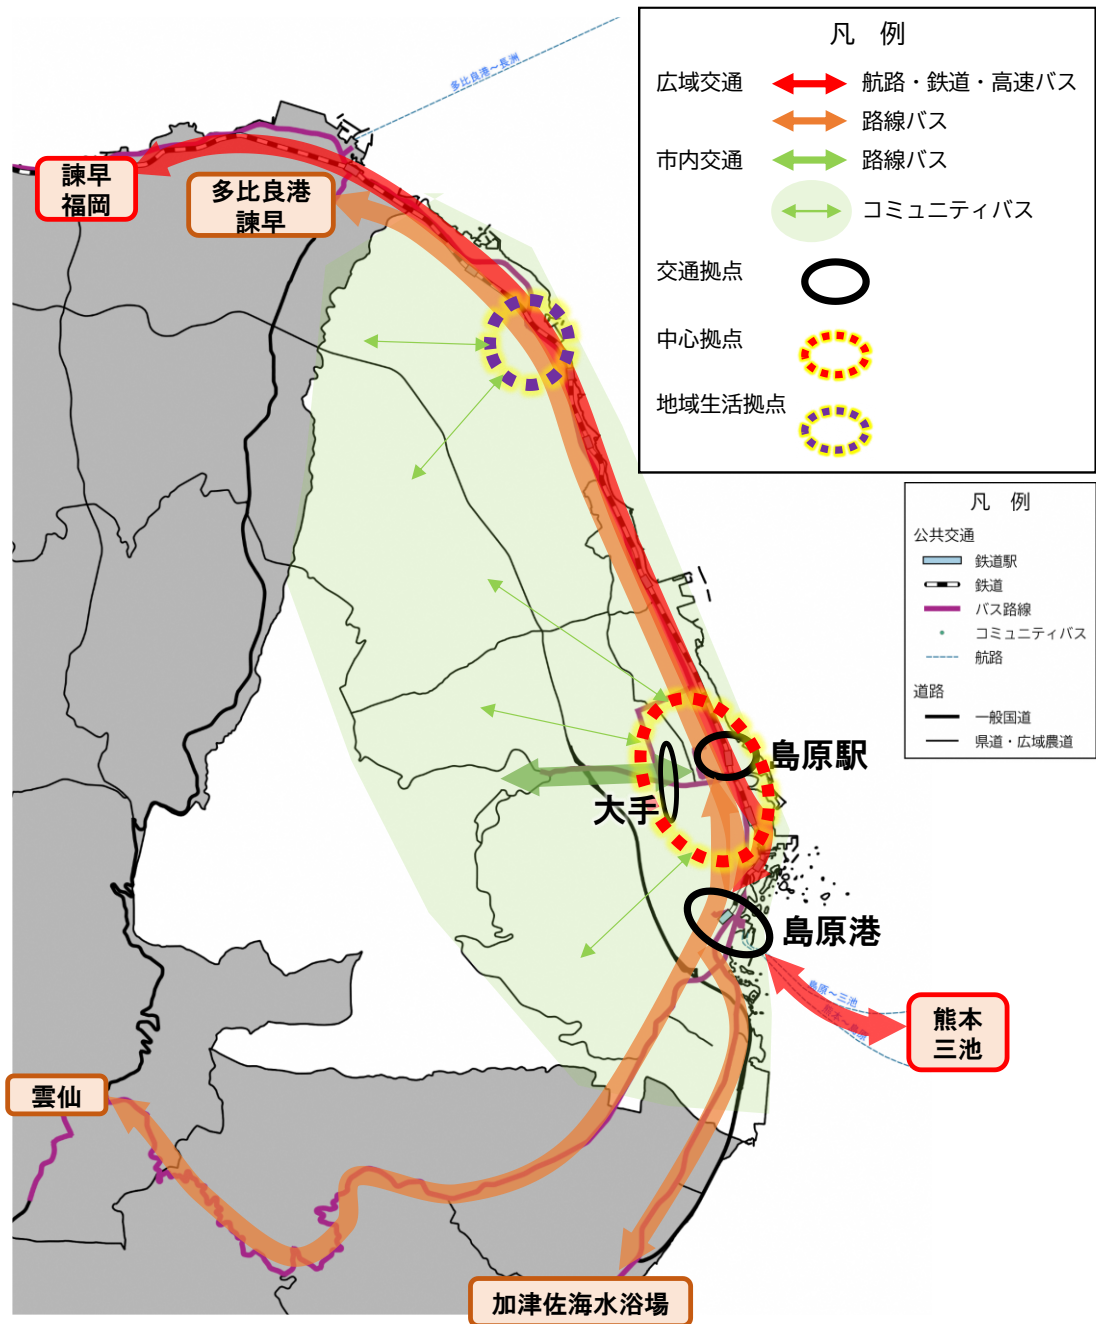 多比良港～長洲
諫早
福岡
多比良港
諫早
凡 例
広域交通
航路・鉄道・高速バス
路線バス
市内交通
路線バス
コミュニティバス
交通拠点
中心拠点
地域生活拠点
凡 例
公共交通
鉄道駅
鉄道
バス路線
コミュニティバス
航路
道路
一般国道
県道・広域農道
島原駅
大手
島原港
島原～三池
熊本～島原
熊本
三池
雲仙
加津佐海水浴場